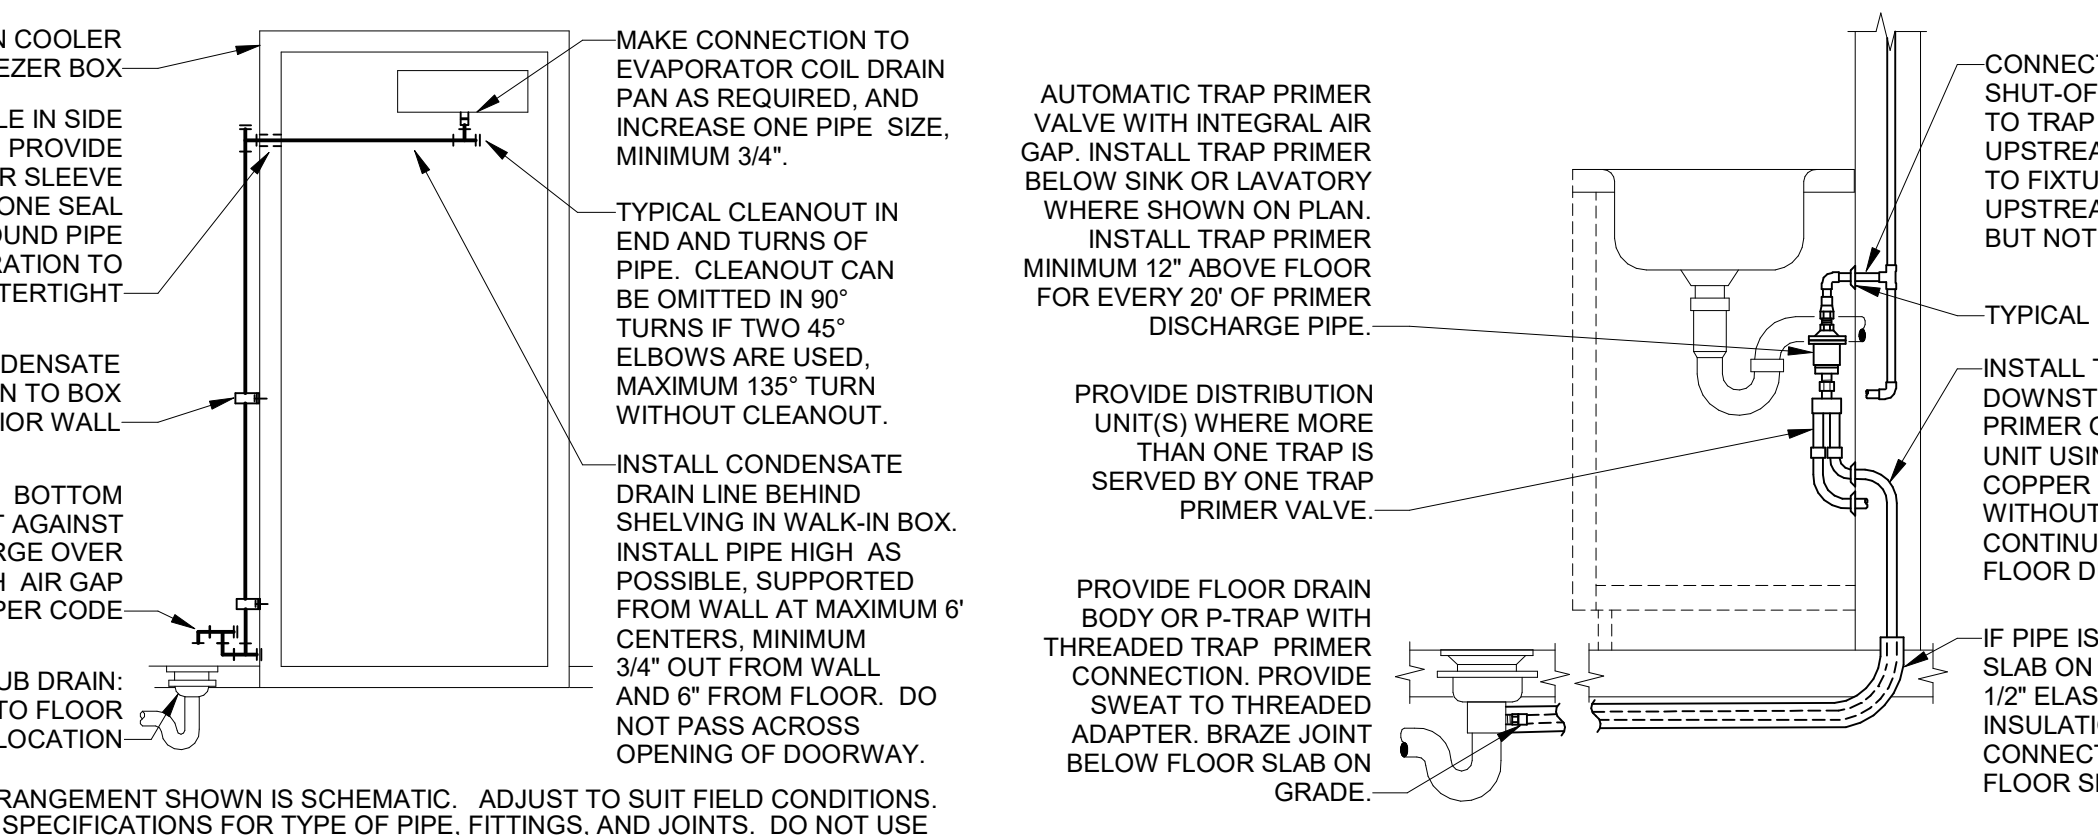 N COOLER
EZER BOX
LE IN SIDE
PROVIDE
R SLEEVE
ONE SEAL
OUND PIPE
RATION TO
TERTIGHT
DENSATE
N TO BOX
IOR WALL
BOTTOM
T AGAINST
RGE OVER
H AIR GAP
PER CODE
UB DRAIN:
TO FLOOR
LOCATION
MAKE CONNECTION TO
EVAPORATOR COIL DRAIN
PAN AS REQUIRED, AND
INCREASE ONE PIPE SIZE,
MINIMUM 3/4".
TYPICAL CLEANOUT IN
END AND TURNS OF
PIPE. CLEANOUT CAN
BE OMITTED IN 90°
TURNS IF TWO 45°
ELBOWS ARE USED,
MAXIMUM 135° TURN
WITHOUT CLEANOUT.
INSTALL CONDENSATE
DRAIN LINE BEHIND
SHELVING IN WALK-IN BOX.
INSTALL PIPE HIGH AS
POSSIBLE, SUPPORTED
FROM WALL AT MAXIMUM 6'
CENTERS, MINIMUM
3/4" OUT FROM WALL
AND 6" FROM FLOOR. DO
NOT PASS ACROSS
OPENING OF DOORWAY.
RANGEMENT SHOWN IS SCHEMATIC. ADJUST TO SUIT FIELD CONDITIONS.
SPECIFICATIONS FOR TYPE OF PIPE, FITTINGS, AND JOINTS. DO NOT USE
AUTOMATIC TRAP PRIMER
VALVE WITH INTEGRAL AIR
GAP. INSTALL TRAP PRIMER
BELOW SINK OR LAVATORY
WHERE SHOWN ON PLAN.
INSTALL TRAP PRIMER
MINIMUM 12" ABOVE FLOOR
FOR EVERY 20' OF PRIMER
DISCHARGE PIPE.
PROVIDE DISTRIBUTION
UNIT(S) WHERE MORE
THAN ONE TRAP IS
SERVED BY ONE TRAP
PRIMER VALVE.
PROVIDE FLOOR DRAIN
BODY OR P-TRAP WITH
THREADED TRAP PRIMER
CONNECTION. PROVIDE
SWEAT TO THREADED
ADAPTER. BRAZE JOINT
BELOW FLOOR SLAB ON
GRADE.
CONNECT
SHUT-OF
TO TRAP
UPSTREA
TO FIXTU
UPSTREA
BUT NOT
TYPICAL
INSTALL T
DOWNST
PRIMER O
UNIT USIN
COPPER
WITHOUT
CONTINU
FLOOR D
IF PIPE IS
SLAB ON
1/2" ELAS
INSULATIO
CONNECT
FLOOR SL